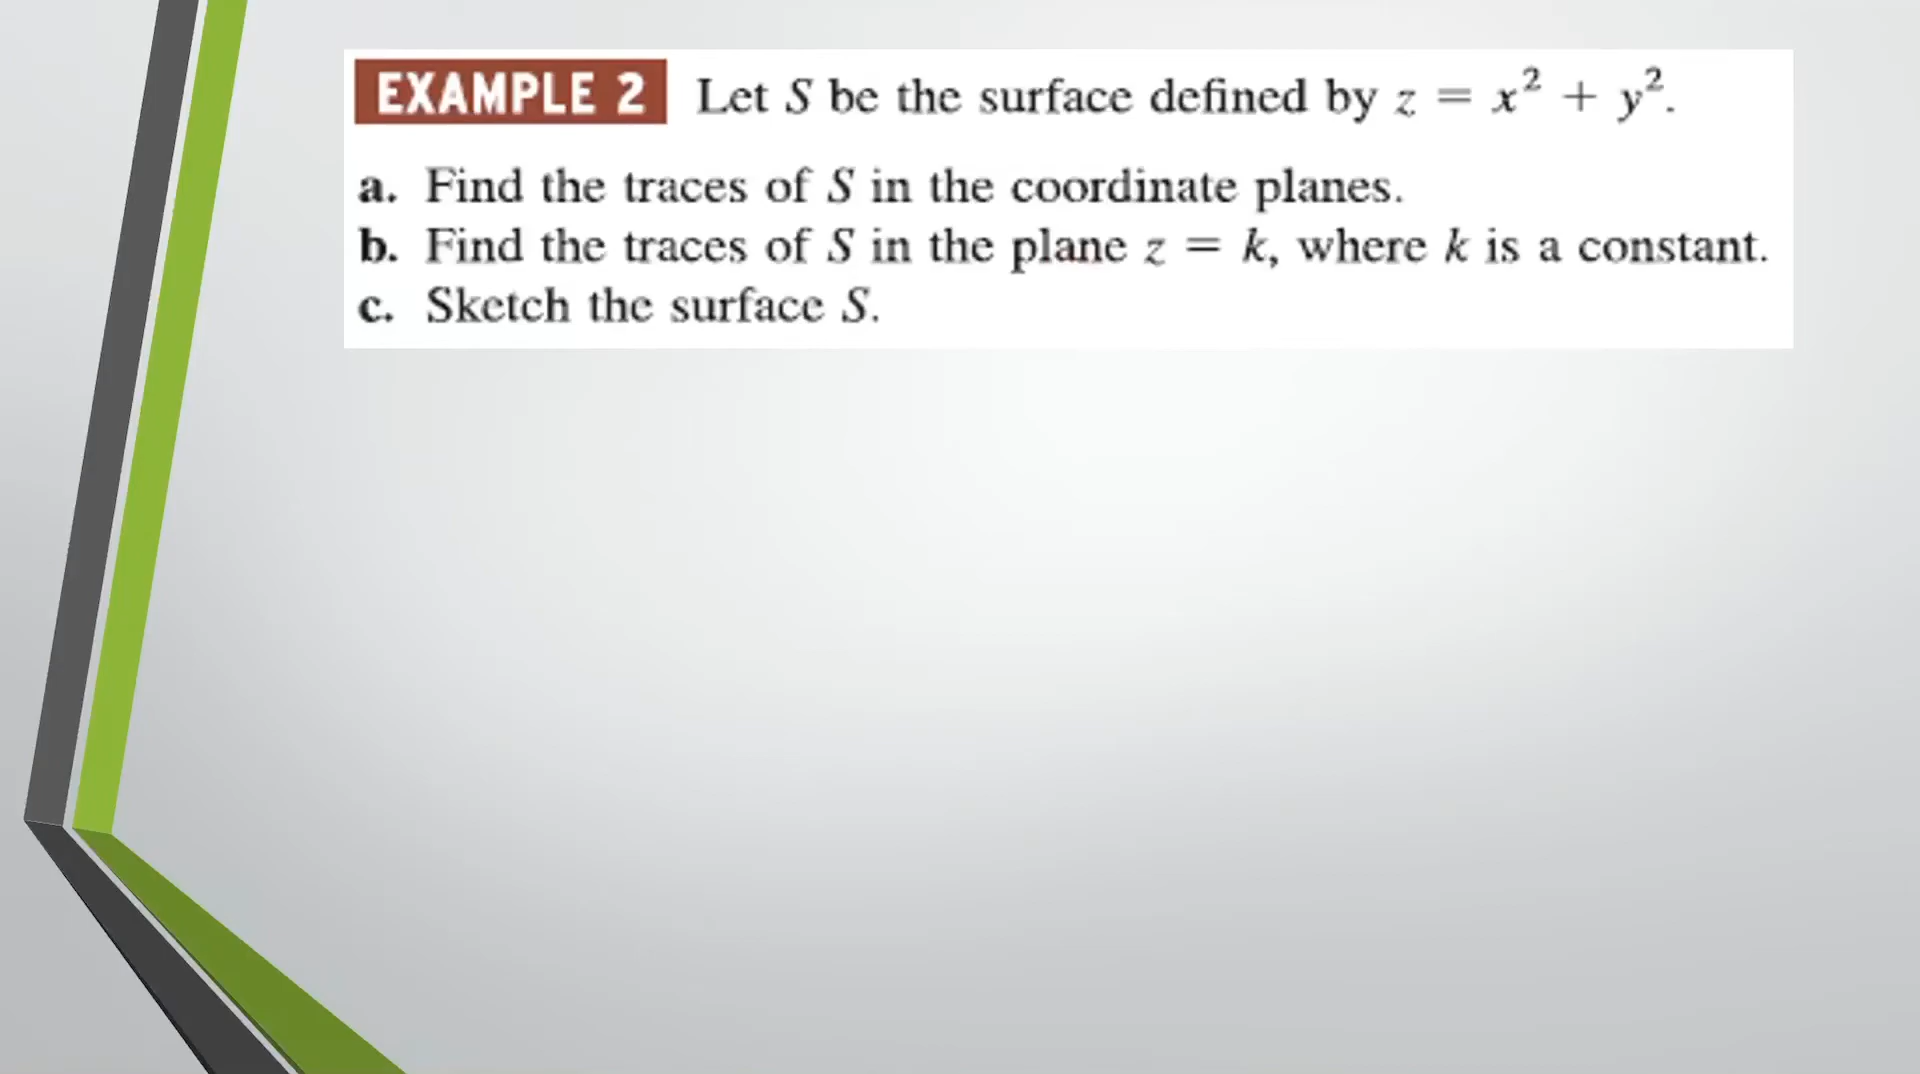 EXAMPLE 2 Let S be the surface defined by z = x² + y².
a. Find the traces of S in the coordinate planes.
b. Find the traces of S in the plane z = k, where k is a constant.
c. Sketch the surface S.